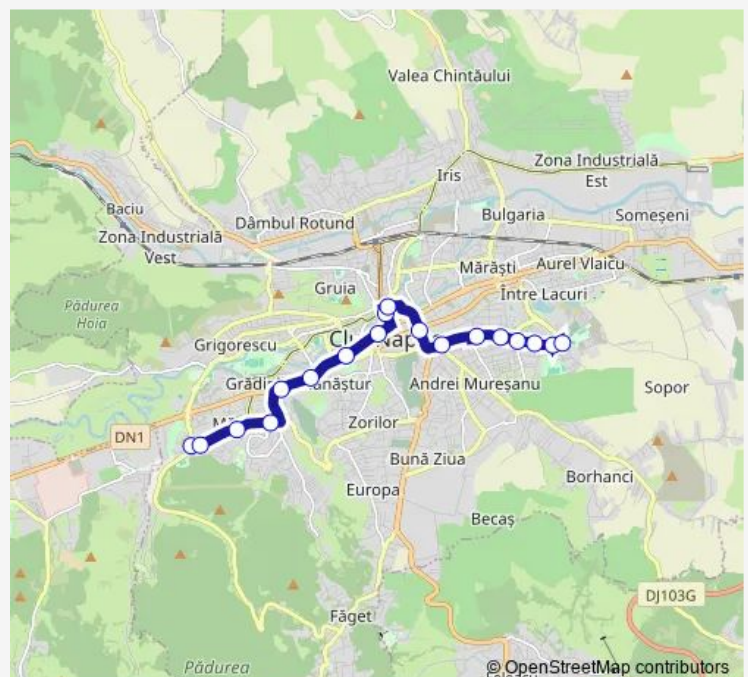 Valea Chintăului
Zona Industrială
Est
Iris
Baciu
Dâmbul Rotund
Bulgaria
Someșeni
Zona Industrială
Vest
Mărăști
Aurel Vlaicu
Gruia
Între Lacuri
Pădurea
Hoia
Grigorescu
Andrei Mureșanu
Sopor
Zorilor
DN1
Bună Ziua
Borhanci
Europa
Becaș
DJ103G
Făget
Pădurea
© OpenStreetMap contributors